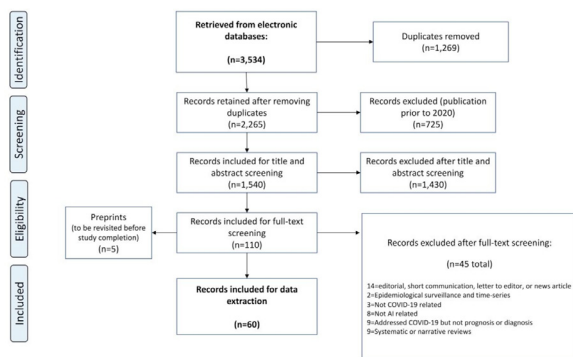 Identification
Retrieved from electronic
databases:
(n=3,534)
Duplicates removed
(n=1,269)
Screening
Records retained after removing
duplicates
(n=2,265)
Records excluded (publication
prior to 2020)
(n=725)
Records included for title and
abstract screening
(n=1,540)
Records excluded after title and
abstract screening
(n=1,430)
Eligibility
Preprints
(to be revisited before
study completion)
(n=5)
Records included for full-text
screening
(n=110)
Records excluded after full-text screening:
(n=45 total)
14=editorial, short communication, letter to editor, or news article
2=Epidemiological surveillance and time-series
3=Not COVID-19 related
8=Not AI related
9=Addressed COVID-19 but not prognosis or diagnosis
9=Systematic or narrative reviews
Included
Records included for data
extraction
(n=60)